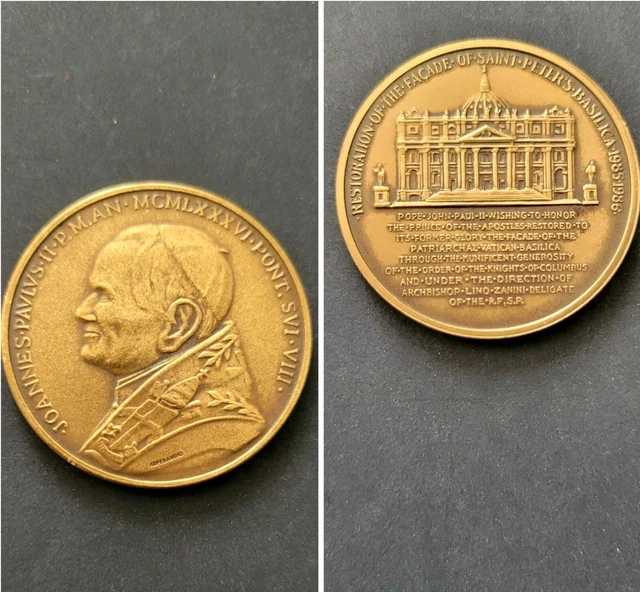 JOANNES·PAVLVS·II·P.M.AN· MCMLXXXVI·PONT·SVI·VIII·
·RESTORATION·OF·THE·FAÇADE·OF·SAINT·PETER'S·BASILICA·1985·1986
POPE·JOHN·PAUL·II·WISHING·TO·HONOR
THE·PRINCE·OF·THE·APOSTLES·RESTORED·TO
ITS·FORMER·GLORY·THE·FACADE·OF·THE
PATRIARCHAL·VATICAN·BASILICA
THROUGH·THE·MUNIFICENT·GENEROSITY
OF·THE·ORDER·OF·THE·KNIGHTS·OF·COLUMBUS
AND·UNDER·THE·DIRECTION·OF
ARCHBISHOP·LINO·ZANINI·DELIGATE
OF·THE·R.F.S.P.